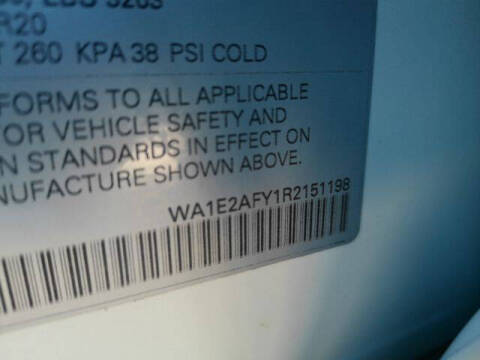 R20
260 KPA 38 PSI COLD
FORMS TO ALL APPLICABLE
OR VEHICLE SAFETY AND
N STANDARDS IN EFFECT ON
NUFACTURE SHOWN ABOVE.
WA1E2AFY1R2151198